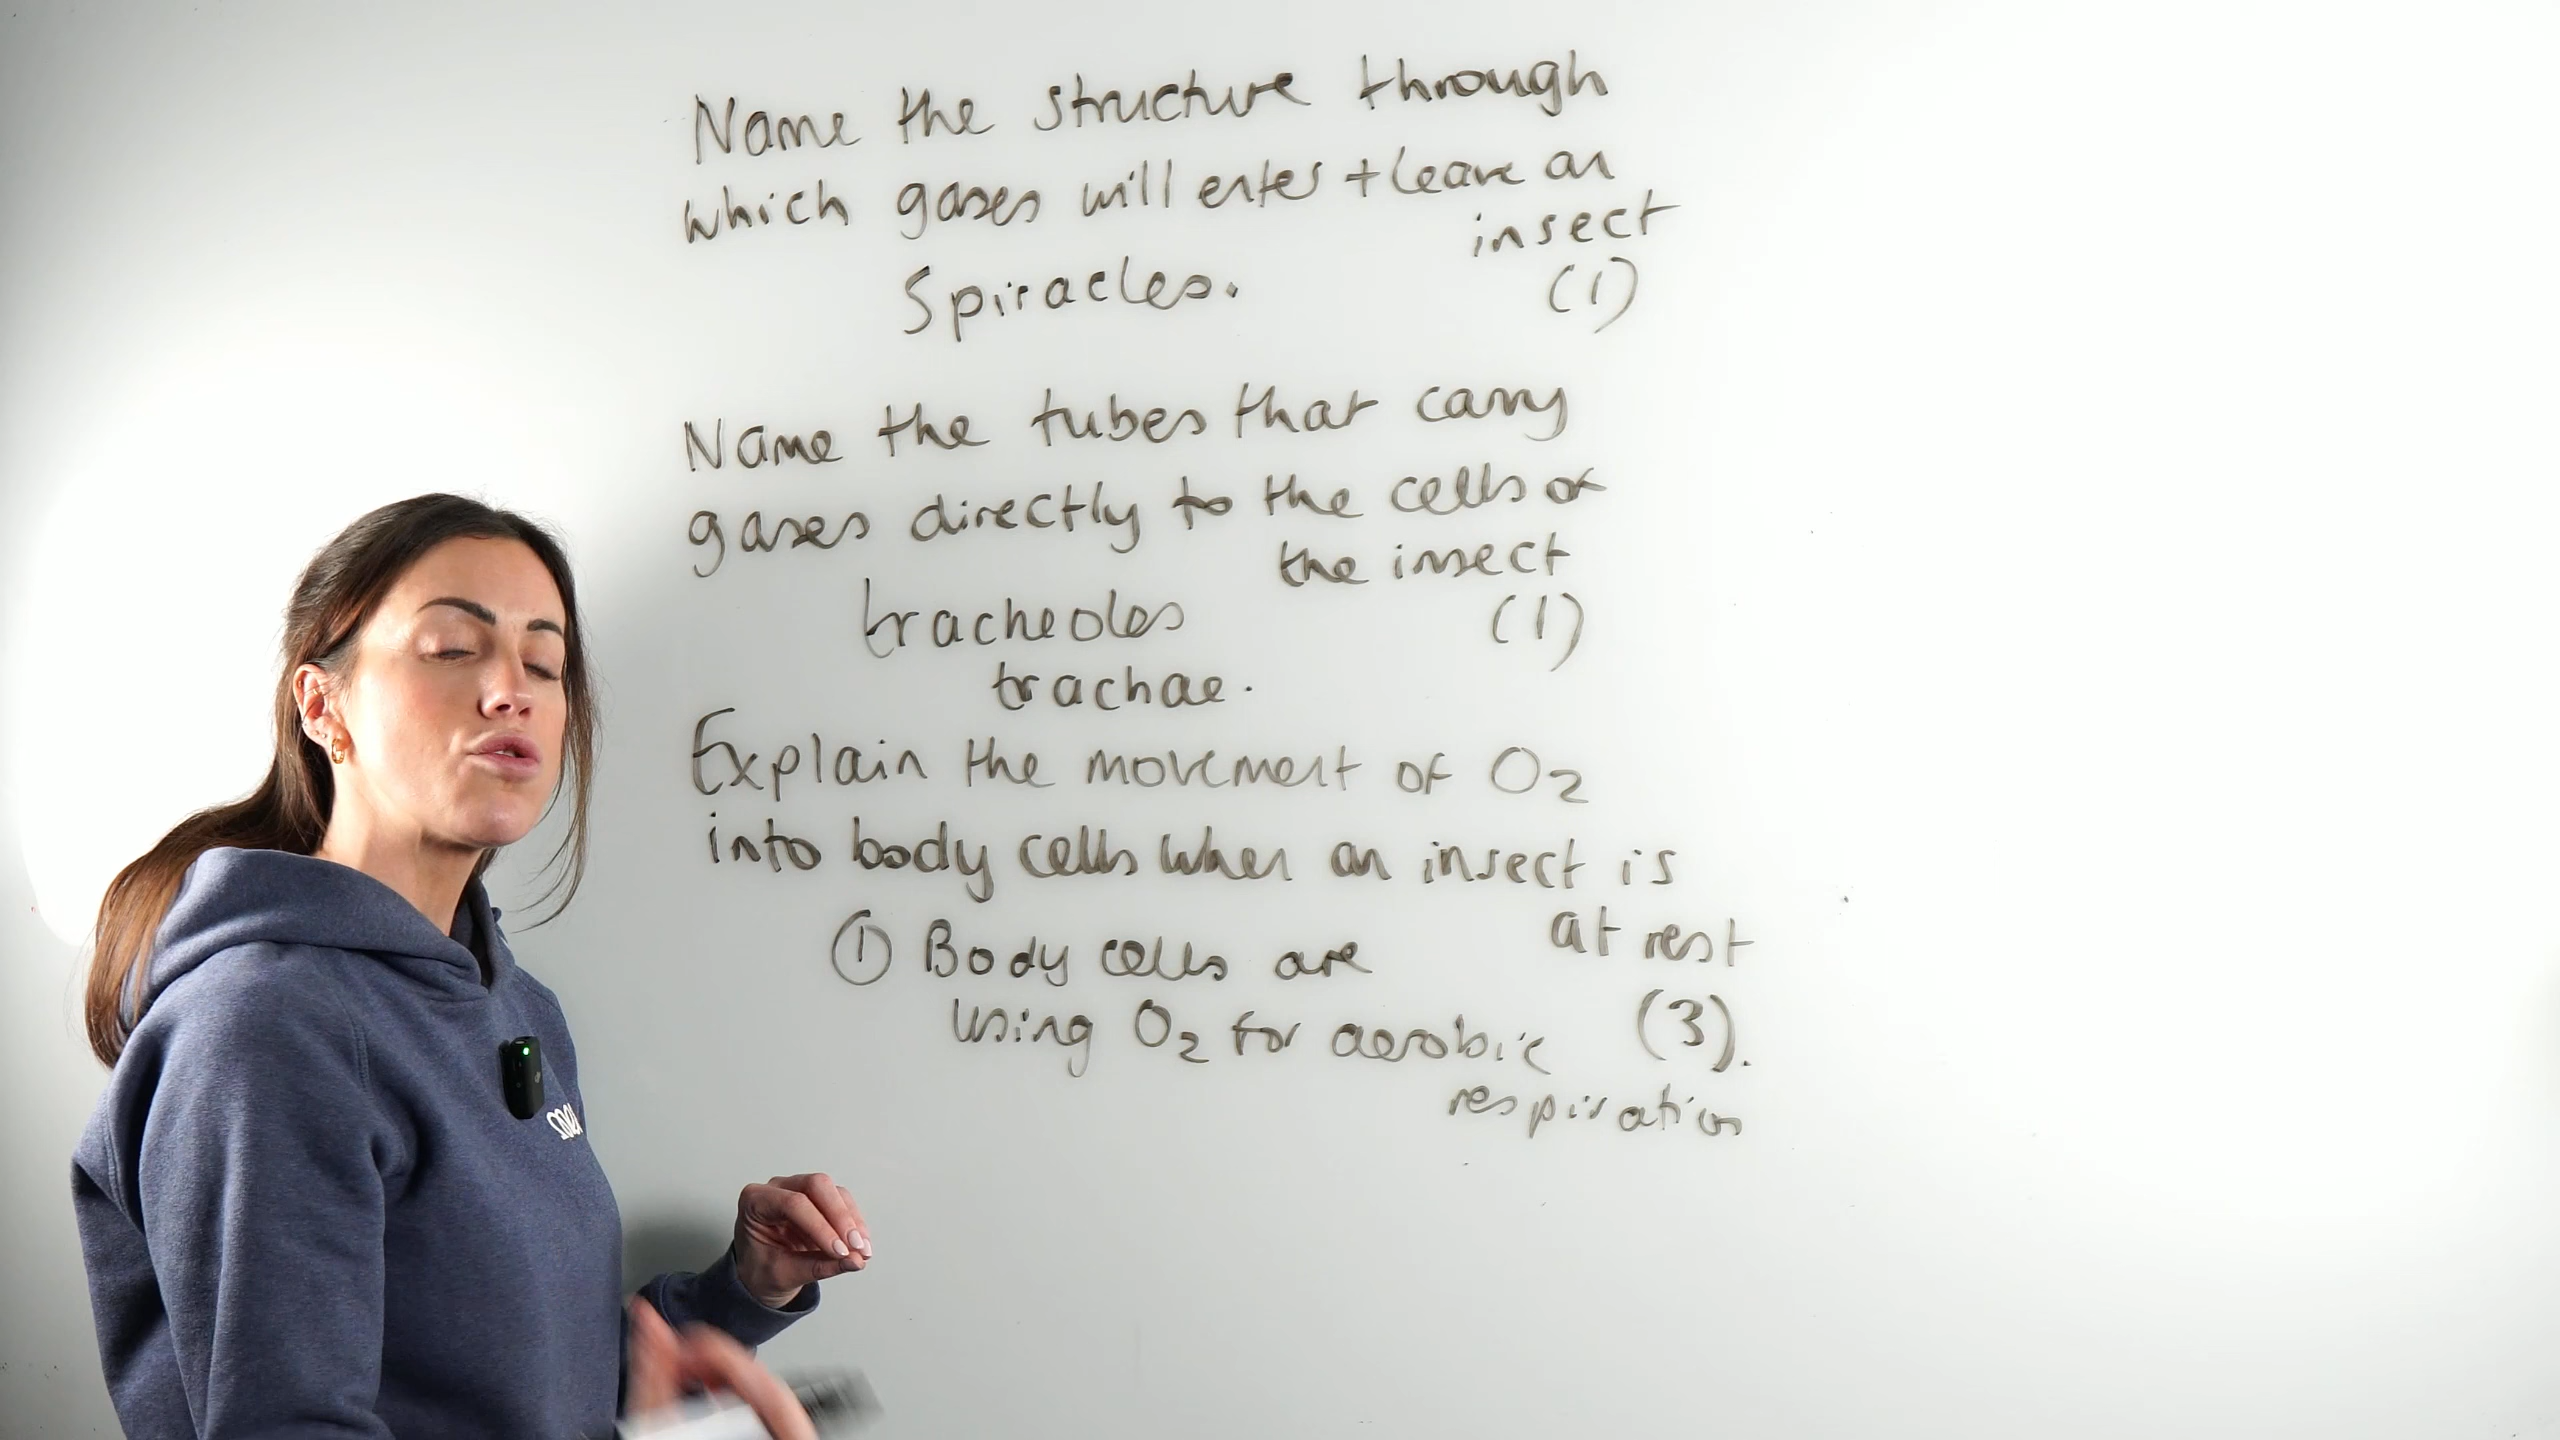 Name the structure through
which gases will enter + leave an
insect
Spiracles.
(1)
Name the tubes that carry
gases directly to the cells of
the insect
tracheoles
(1)
trachae.
Explain the movement of O2
into body cells when an insect is
at rest
① Body cells are
using O2 for aerobic
(3).
respiration